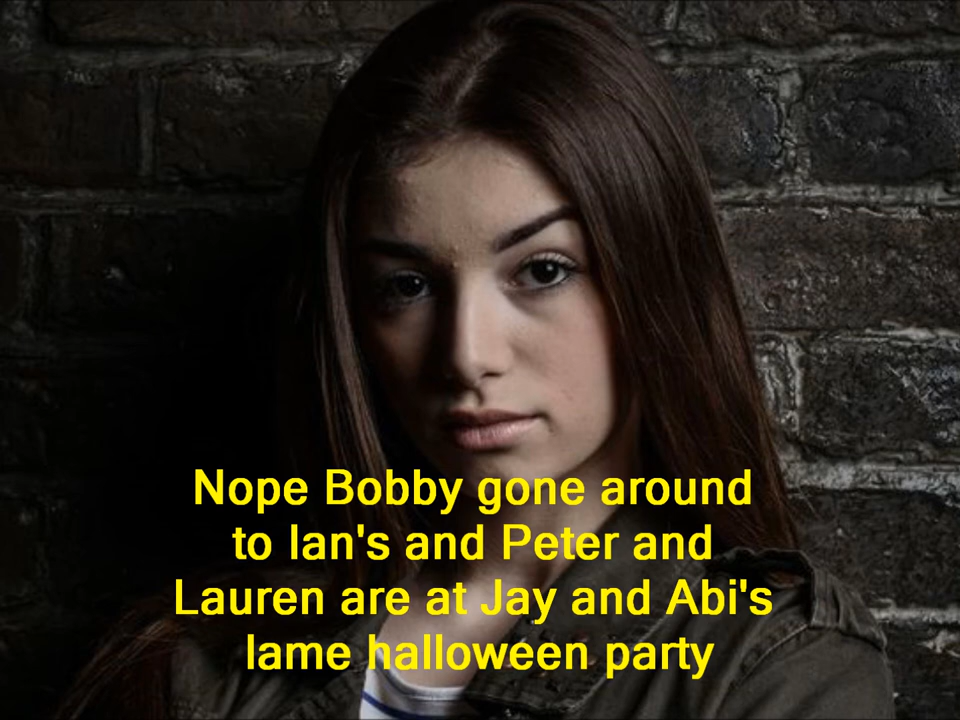 Nope Bobby gone around
to Ian's and Peter and
Lauren are at Jay and Abi's
lame halloween party